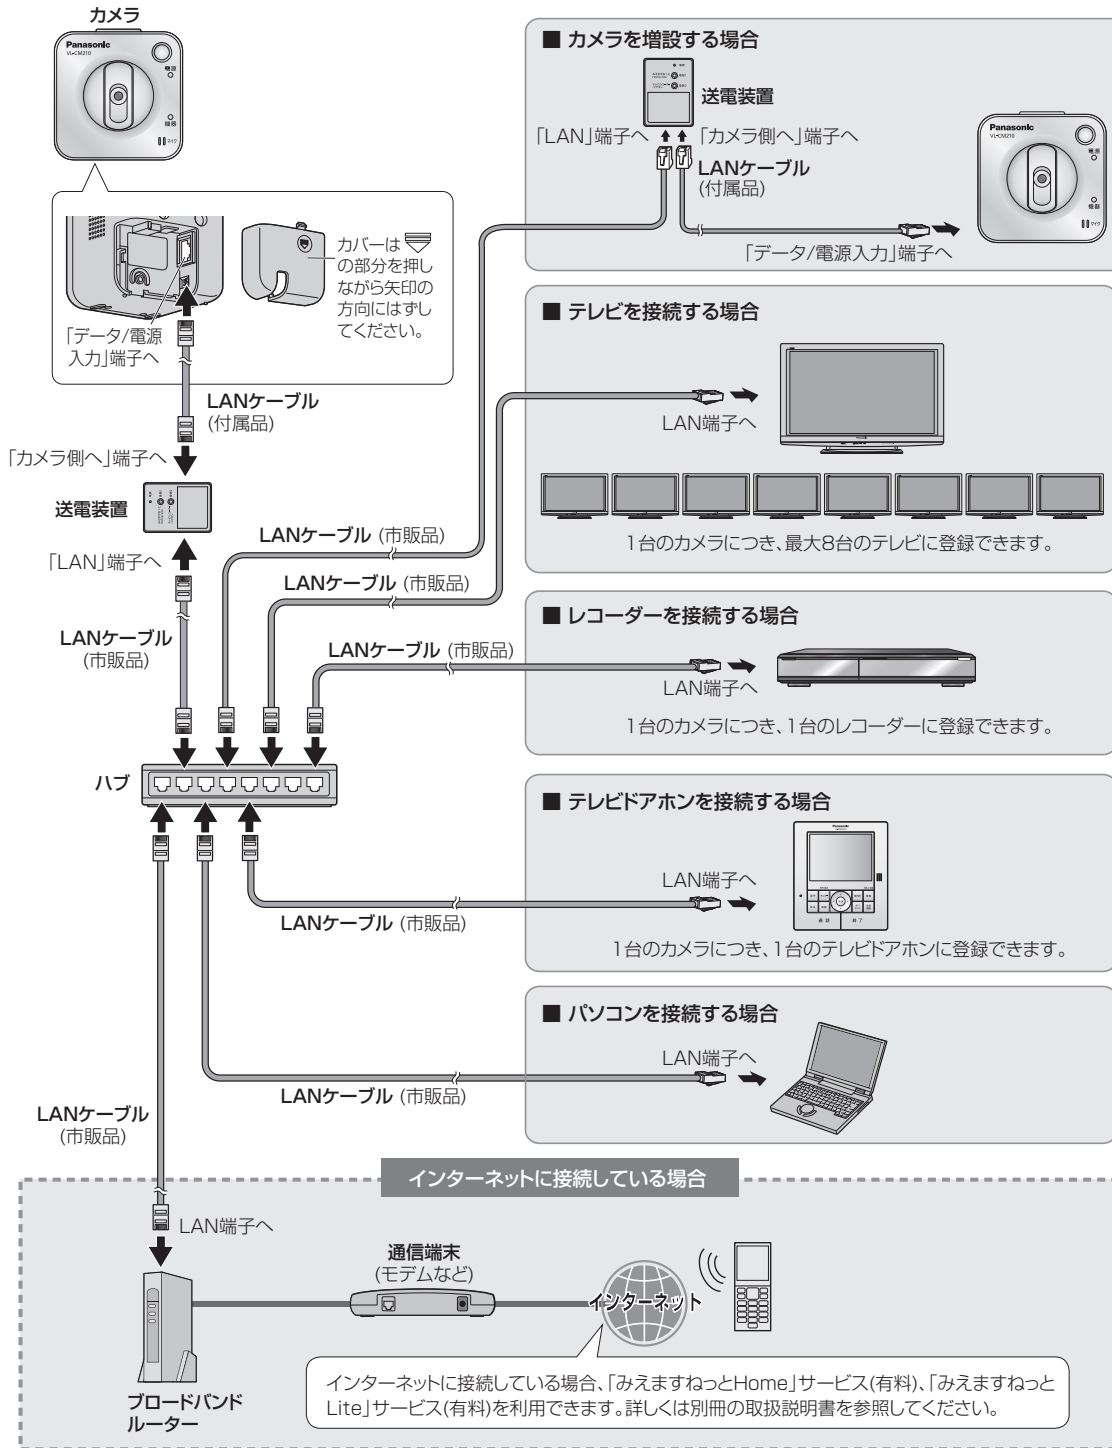 カメラ
Panasonic
VL-CM210
電源
機器
マイク
カバーは
の部分を押し
ながら矢印の
方向にはずし
てください。
「データ/電源
入力」端子へ
LANケーブル
(付属品)
「カメラ側へ」端子へ
送電装置
「LAN」端子へ
LANケーブル
(市販品)
ハブ
■ カメラを増設する場合
送電装置
「LAN」端子へ
「カメラ側へ」端子へ
LANケーブル
(付属品)
Panasonic
VL-CM210
電源
機器
マイク
「データ/電源入力」端子へ
LANケーブル (市販品)
■ テレビを接続する場合
LAN端子へ
1台のカメラにつき、最大8台のテレビに登録できます。
LANケーブル (市販品)
■ レコーダーを接続する場合
LANケーブル (市販品)
LAN端子へ
1台のカメラにつき、1台のレコーダーに登録できます。
■ テレビドアホンを接続する場合
Panasonic
通話 終了
LAN端子へ
LANケーブル (市販品)
1台のカメラにつき、1台のテレビドアホンに登録できます。
■ パソコンを接続する場合
LAN端子へ
LANケーブル (市販品)
LANケーブル
(市販品)
インターネットに接続している場合
LAN端子へ
通信端末
(モデムなど)
インターネット
ブロードバンド
ルーター
インターネットに接続している場合、「みえますねっとHome」サービス(有料)、「みえますねっと
Lite」サービス(有料)を利用できます。詳しくは別冊の取扱説明書を参照してください。